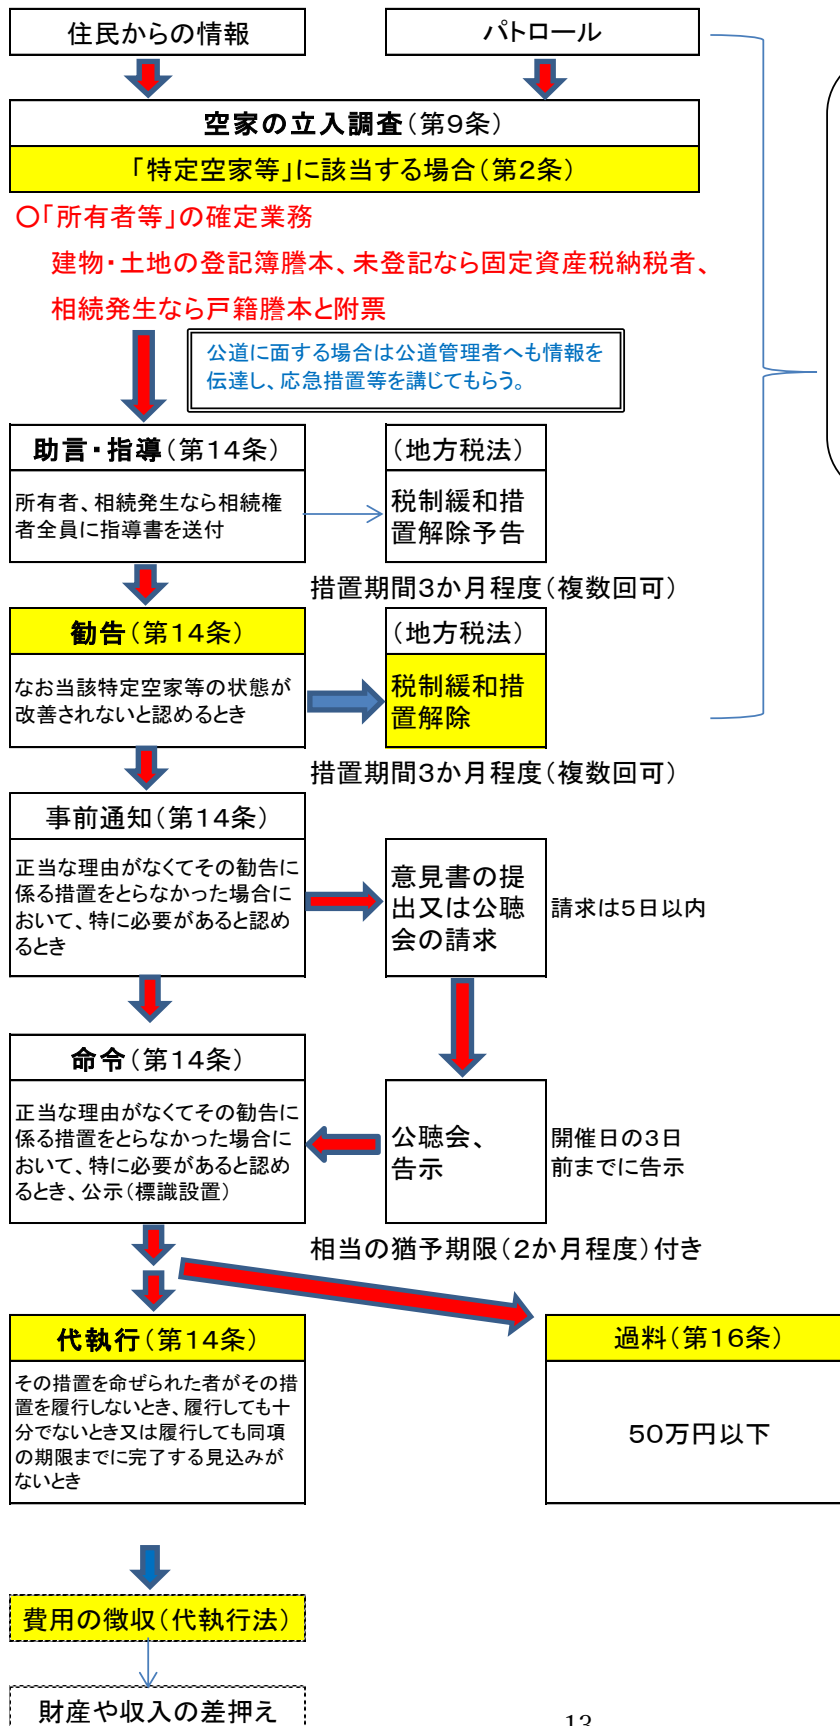 住民からの情報
パトロール
空家の立入調査（第９条）
「特定空家等」に該当する場合（第２条）
〇「所有者等」の確定業務
建物・土地の登記簿謄本、未登記なら固定資産税納税者、
相続発生なら戸籍謄本と附票
公道に面する場合は公道管理者へも情報を
伝達し、応急措置等を講じてもらう。
助言・指導（第１４条）
所有者、相続発生なら相続権
者全員に指導書を送付
（地方税法）
税制緩和措
置解除予告
措置期間３か月程度（複数回可）
勧告（第１４条）
なお当該特定空家等の状態が
改善されないと認めるとき
（地方税法）
税制緩和措
置解除
措置期間３か月程度（複数回可）
事前通知（第１４条）
正当な理由がなくてその勧告に
係る措置をとらなかった場合に
おいて、特に必要があると認め
るとき
意見書の提
出又は公聴
会の請求
請求は５日以内
命令（第１４条）
正当な理由がなくてその勧告に
係る措置をとらなかった場合に
おいて、特に必要があると認め
るとき、公示（標識設置）
公聴会、
告示
開催日の３日
前までに告示
相当の猶予期限（２か月程度）付き
代執行（第１４条）
その措置を命ぜられた者がその措
置を履行しないとき、履行しても十
分でないとき又は履行しても同項
の期限までに完了する見込みが
ないとき
過料（第１６条）
５０万円以下
費用の徴収（代執行法）
財産や収入の差押え
13